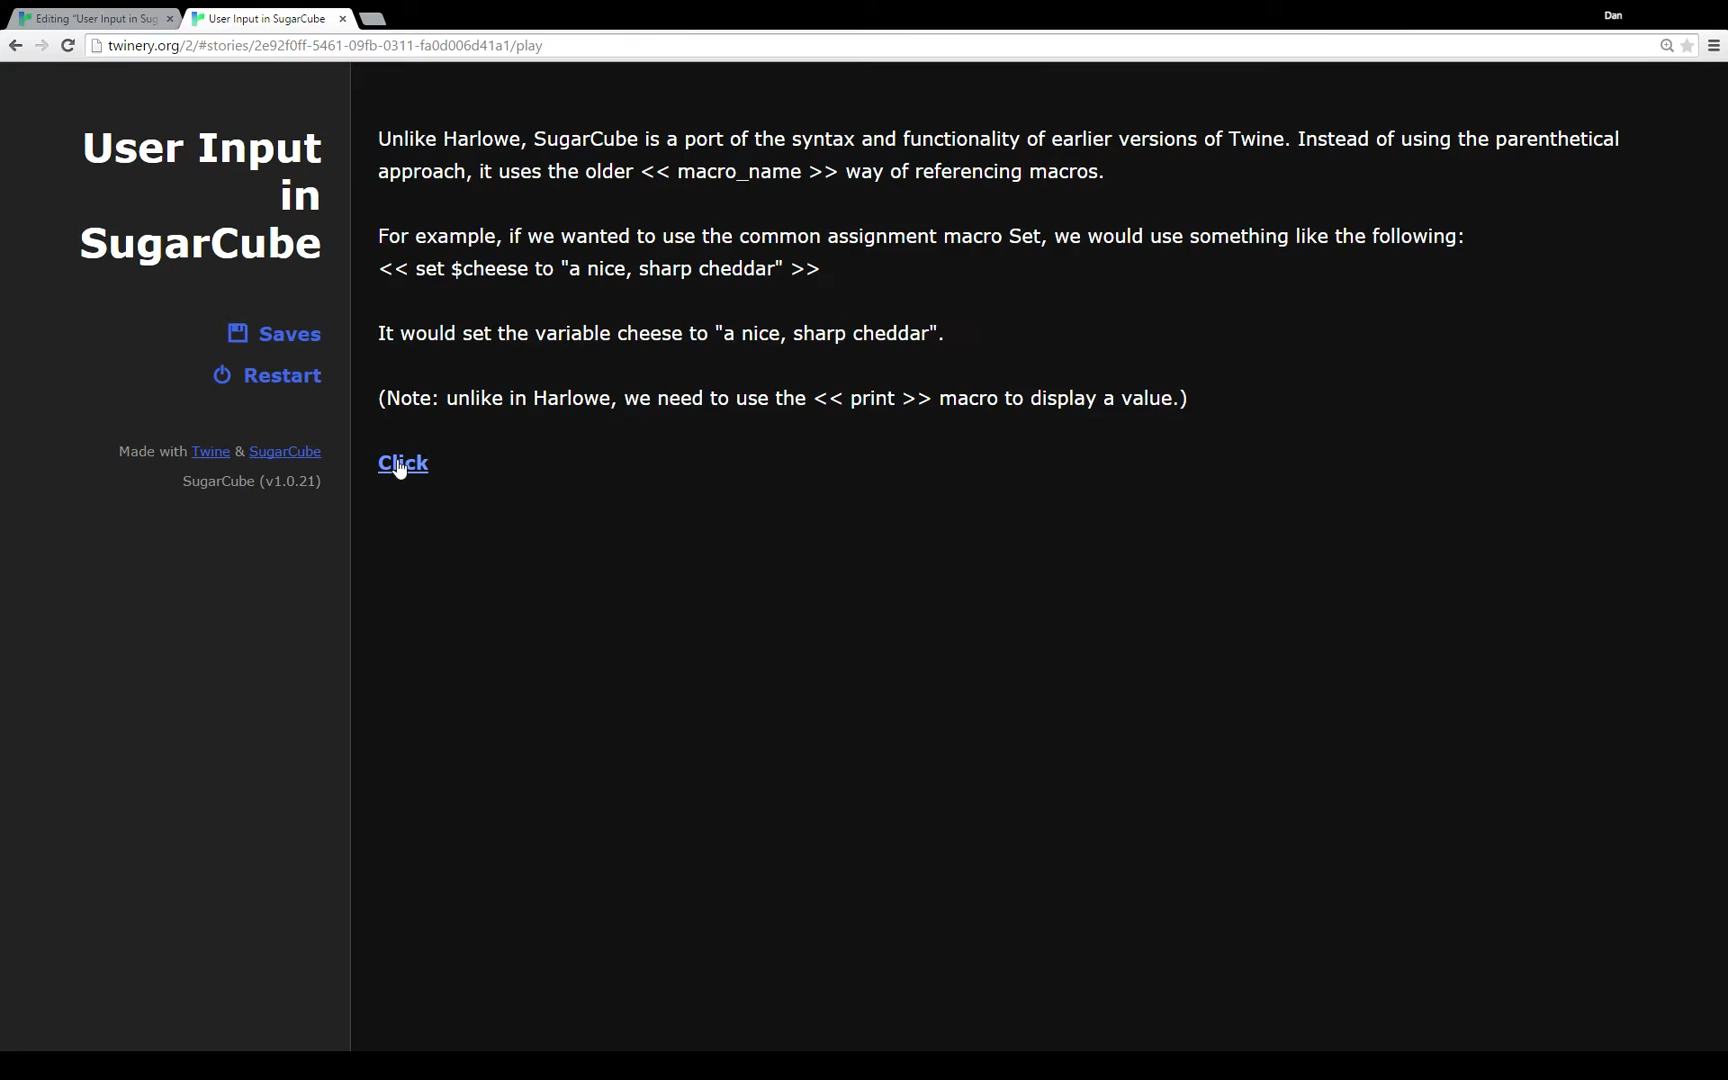 Editing "User Input in Sug
User Input in SugarCube
Dan
twinery.org/2/#stories/2e92f0ff-5461-09fb-0311-fa0d006d41a1/play
User Input
in
SugarCube
Saves
Restart
Made with Twine & SugarCube
SugarCube (v1.0.21)
Unlike Harlowe, SugarCube is a port of the syntax and functionality of earlier versions of Twine. Instead of using the parenthetical
approach, it uses the older << macro_name >> way of referencing macros.
For example, if we wanted to use the common assignment macro Set, we would use something like the following:
<< set $cheese to "a nice, sharp cheddar" >>
It would set the variable cheese to "a nice, sharp cheddar".
(Note: unlike in Harlowe, we need to use the << print >> macro to display a value.)
Click